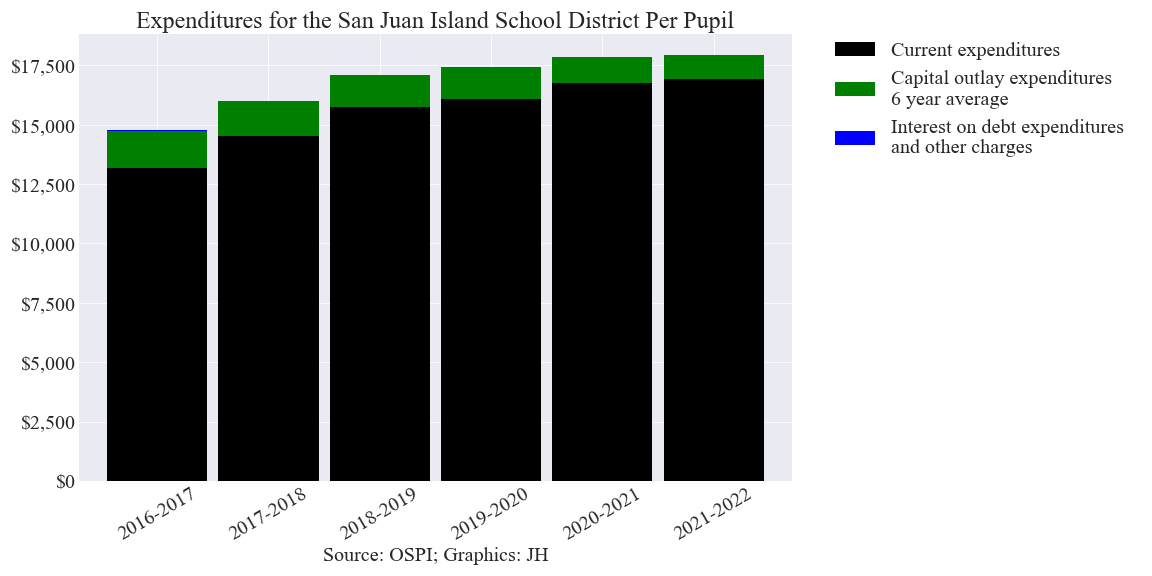 Expenditures for the San Juan Island School District Per Pupil
$17,500
$15,000
$12,500
$10,000
$7,500
$5,000
$2,500
$0
2016-2017
2017-2018
2018-2019
2019-2020
2020-2021
2021-2022
Source: OSPI; Graphics: JH
Current expenditures
Capital outlay expenditures
6 year average
Interest on debt expenditures
and other charges